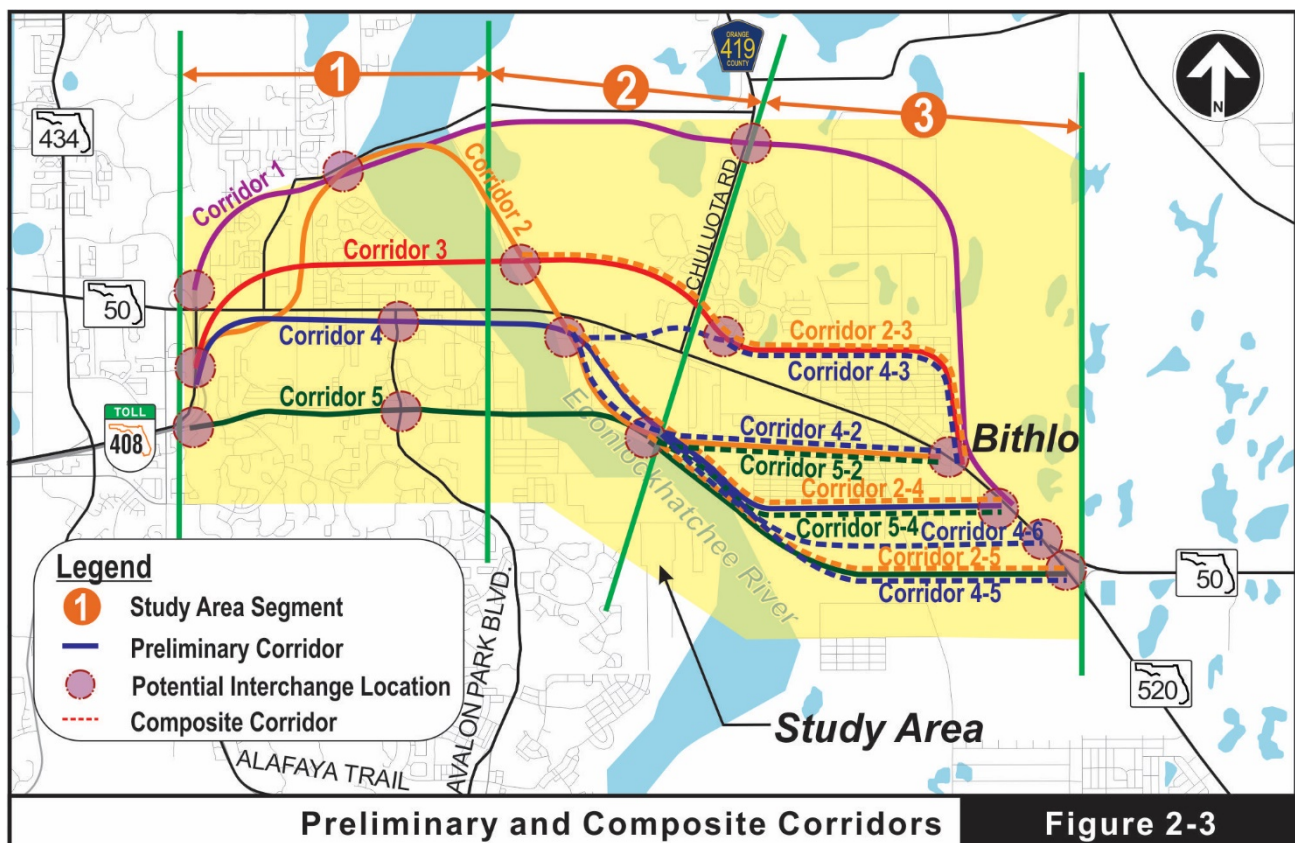 1
2
3
ORANGE
419
COUNTY
N
434
Corridor 1
Corridor 2
CHULUOTA RD
Corridor 3
50
Corridor 4
Corridor 2-3
Corridor 4-3
TOLL
408
Corridor 5
Econlockhatchee River
Corridor 4-2
Corridor 5-2
Bithlo
Corridor 2-4
Corridor 5-4
Corridor 4-6
Corridor 2-5
Corridor 4-5
50
520
Legend
1 Study Area Segment
Preliminary Corridor
Potential Interchange Location
Composite Corridor
AVALON PARK BLVD.
ALAFAYA TRAIL
Study Area
Preliminary and Composite Corridors
Figure 2-3